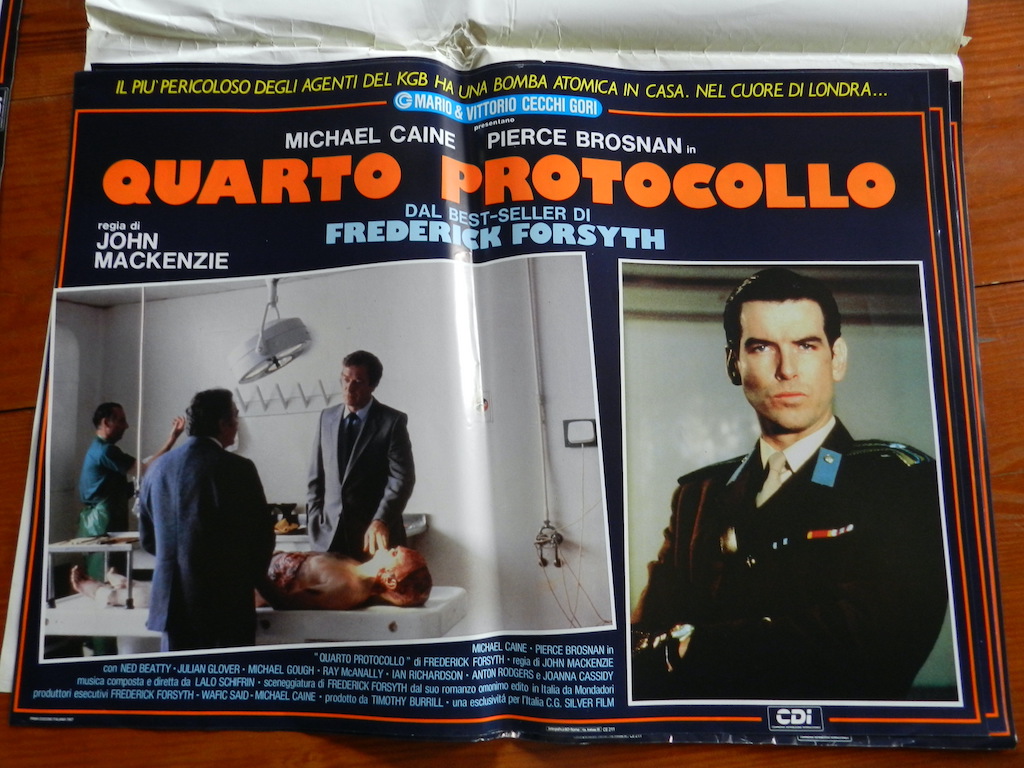 IL PIU' PERICOLOSO DEGLI AGENTI DEL KGB HA UNA BOMBA ATOMICA IN CASA. NEL CUORE DI LONDRA...
MARIO & VITTORIO CECCHI GORI
presentano
MICHAEL CAINE PIERCE BROSNAN in
QUARTO PROTOCOLLO
DAL BEST-SELLER DI
FREDERICK FORSYTH
regia di
JOHN
MACKENZIE
MICHAEL CAINE · PIERCE BROSNAN in
"QUARTO PROTOCOLLO" di FREDERICK FORSYTH · regia di JOHN MACKENZIE
con NED BEATTY · JULIAN GLOVER · MICHAEL GOUGH · RAY McANALLY · IAN RICHARDSON · ANTON RODGERS e JOANNA CASSIDY
musica composta e diretta da LALO SCHIFRIN · sceneggiatura di FREDERICK FORSYTH dal suo romanzo omonimo edito in Italia da Mondadori
produttori esecutivi FREDERICK FORSYTH · WAFIC SAID · MICHAEL CAINE · prodotto da TIMOTHY BURRILL · una esclusività per l'Italia C.G. SILVER FILM
CDI